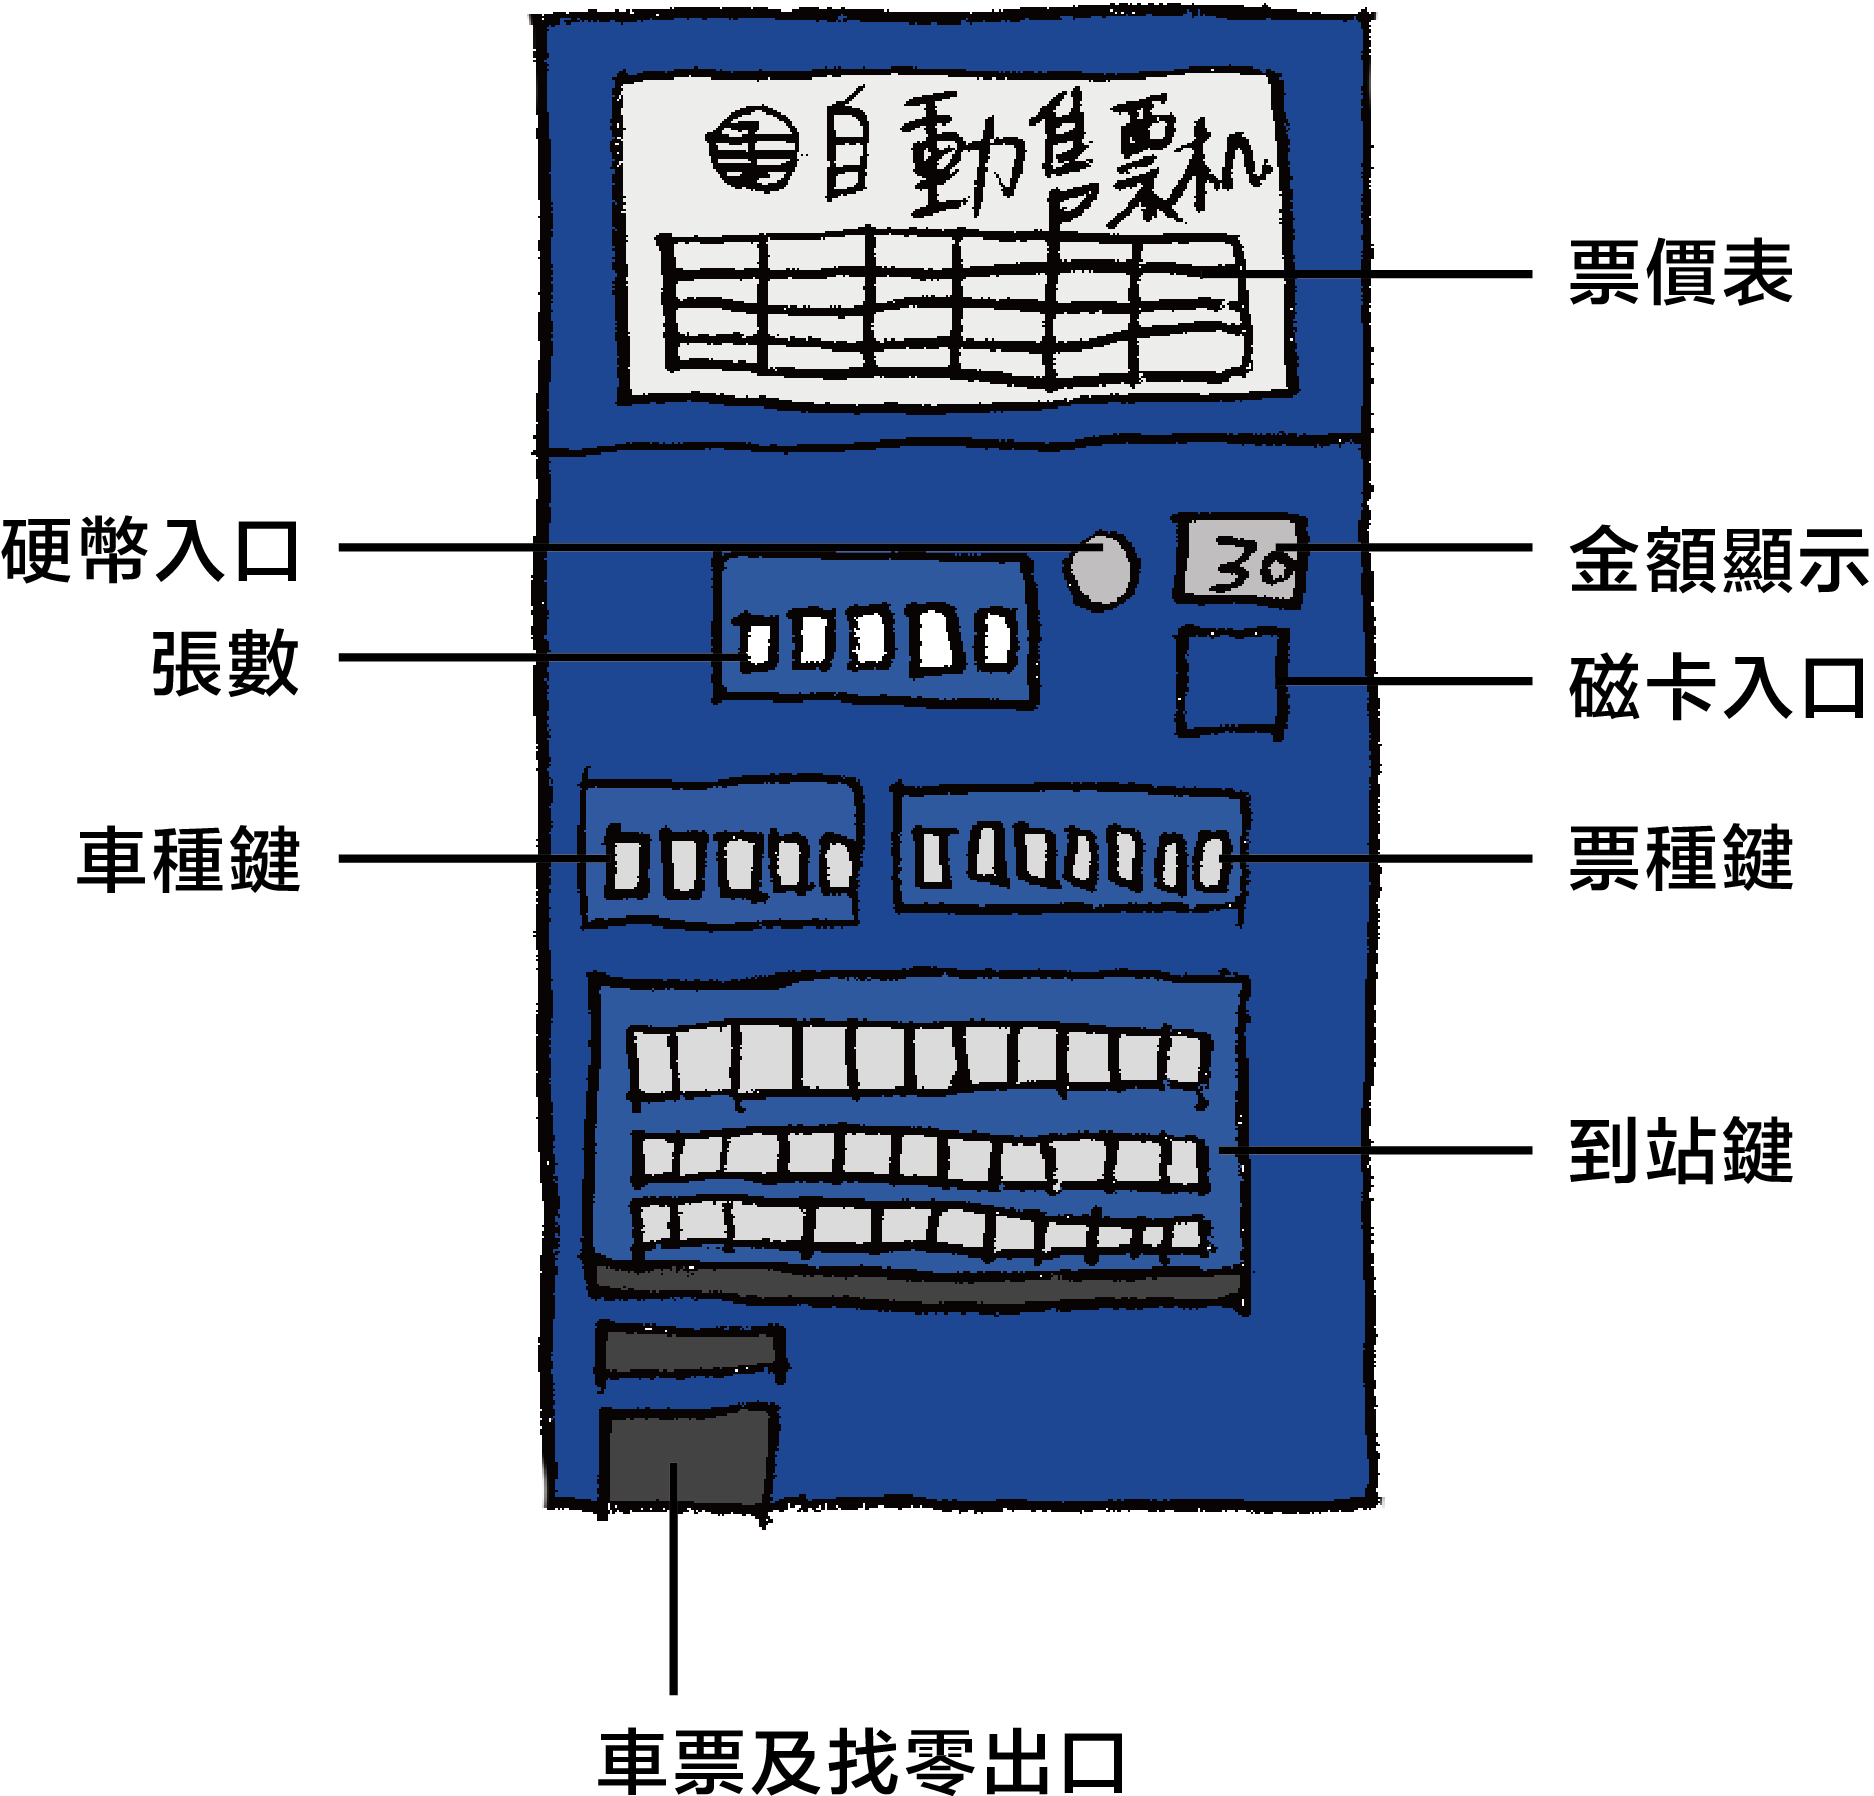 自動售票机
票價表
硬幣入口
30
金額顯示
張數
磁卡入口
車種鍵
票種鍵
到站鍵
車票及找零出口